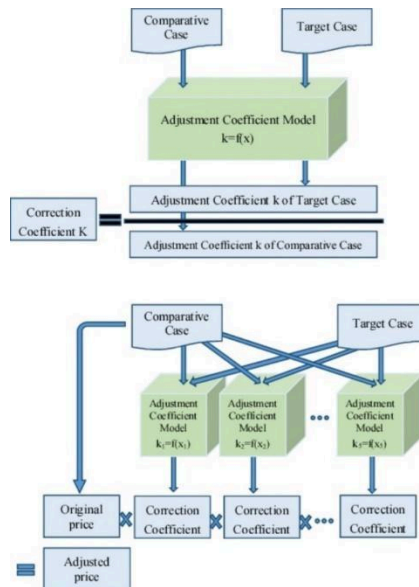 Comparative
Case
Target Case
Adjustment Coefficient Model
k=f(x)
Correction
Coefficient K
Adjustment Coefficient k of Target Case
Adjustment Coefficient k of Comparative Case
Comparative
Case
Target Case
Adjustment
Coefficient
Model
k₁=f(x₁)
Adjustment
Coefficient
Model
k₂=f(x₂)
Adjustment
Coefficient
Model
k₅=f(x₅)
Original
price
Correction
Coefficient
Correction
Coefficient
Correction
Coefficient
Adjusted
price